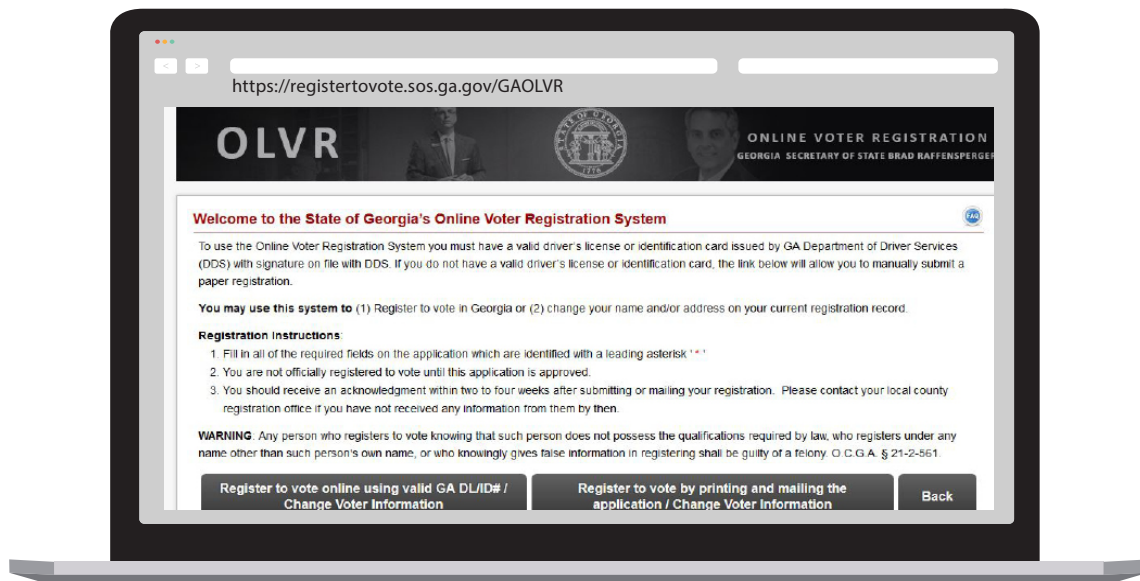 < >
https://registertovote.sos.ga.gov/GAOLVR
OLVR
STATE OF GEORGIA
1776
ONLINE VOTER REGISTRATION
GEORGIA SECRETARY OF STATE BRAD RAFFENSPERGER
Welcome to the State of Georgia's Online Voter Registration System
FAQ
To use the Online Voter Registration System you must have a valid driver's license or identification card issued by GA Department of Driver Services
(DDS) with signature on file with DDS. If you do not have a valid driver's license or identification card, the link below will allow you to manually submit a
paper registration.
You may use this system to (1) Register to vote in Georgia or (2) change your name and/or address on your current registration record.
Registration Instructions:
1. Fill in all of the required fields on the application which are identified with a leading asterisk ' * '
2. You are not officially registered to vote until this application is approved.
3. You should receive an acknowledgment within two to four weeks after submitting or mailing your registration. Please contact your local county
registration office if you have not received any information from them by then.
WARNING: Any person who registers to vote knowing that such person does not possess the qualifications required by law, who registers under any
name other than such person's own name, or who knowingly gives false information in registering shall be guilty of a felony. O.C.G.A. § 21-2-561.
Register to vote online using valid GA DL/ID# /
Change Voter Information
Register to vote by printing and mailing the
application / Change Voter Information
Back